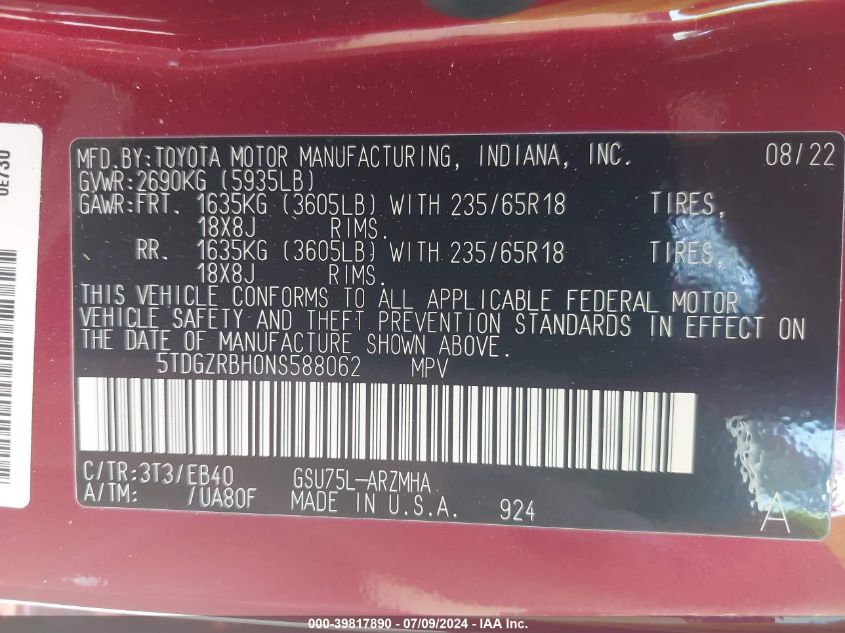 MFD.BY:TOYOTA MOTOR MANUFACTURING, INDIANA, INC. 08/22
GVWR:2690KG (5935LB)
GAWR:FRT. 1635KG (3605LB) WITH 235/65R18 TIRES,
18X8J RIMS.
RR. 1635KG (3605LB) WITH 235/65R18 TIRES,
18X8J RIMS.
THIS VEHICLE CONFORMS TO ALL APPLICABLE FEDERAL MOTOR
VEHICLE SAFETY AND THEFT PREVENTION STANDARDS IN EFFECT ON
THE DATE OF MANUFACTURE SHOWN ABOVE.
5TDGZRBH0NS588062 MPV
C/TR:3T3/EB40 GSU75L-ARZMHA
A/TM: /UA80F MADE IN U.S.A. 924
A
000-39817890 - 07/09/2024 - IAA Inc.